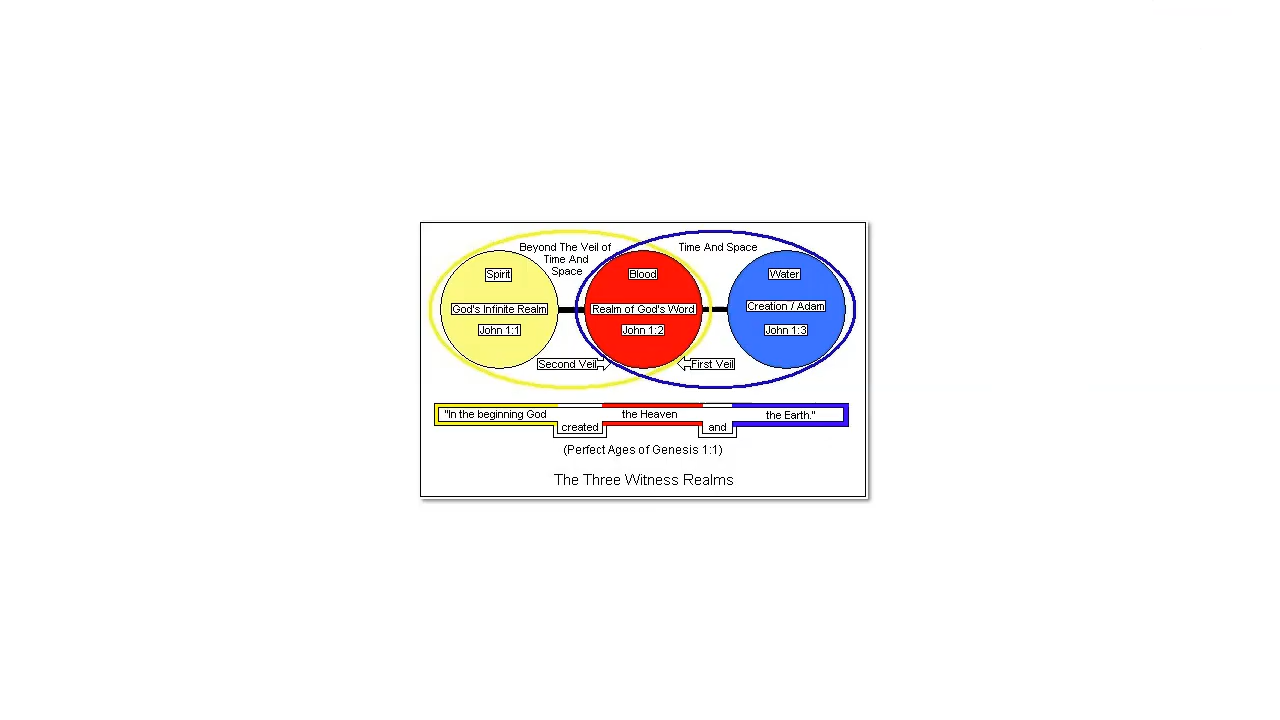 Beyond The Veil of
Time And
Space
Time And Space
Spirit
Blood
Water
God's Infinite Realm
Realm of God's Word
Creation / Adam
John 1:1
John 1:2
John 1:3
Second Veil
First Veil
"In the beginning God
created
the Heaven
and
the Earth."
(Perfect Ages of Genesis 1:1)
The Three Witness Realms